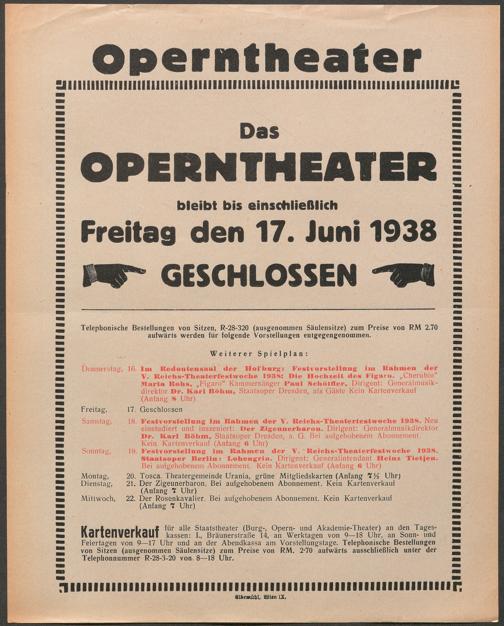 Operntheater
Das
OPERNTHEATER
bleibt bis einschließlich
Freitag den 17. Juni 1938
GESCHLOSSEN
Telephonische Bestellungen von Sitzen, R-28-320 (ausgenommen Säulensitze) zum Preise von RM 2.70
aufwärts werden für folgende Vorstellungen entgegengenommen.
Weiterer Spielplan:
Donnerstag, 16. Im Redoutensaal der Hofburg: Festvorstellung im Rahmen der
V. Reichs-Theaterfestwoche 1938: Die Hochzeit des Figaro. „Cherubin"
Maria Rohs, „Figaro" Kammersänger Paul Schöffler, Dirigent: Generalmusik-
direktor Dr. Karl Böhm, Staatsoper Dresden, als Gäste Kein Kartenverkauf
(Anfang 8 Uhr)
Freitag, 17. Geschlossen
Samstag, 18. Festvorstellung im Rahmen der V. Reichs-Theaterfestwoche 1938. Neu
einstudiert und inszeniert: Der Zigeunerbaron. Dirigent: Generalmusikdirektor
Dr. Karl Böhm, Staatsoper Dresden, a. G. Bei aufgehobenem Abonnement
Kein Kartenverkauf (Anfang 6 Uhr)
Sonntag, 19. Festvorstellung im Rahmen der V. Reichs-Theaterfestwoche 1938.
Staatsoper Berlin: Lohengrin. Dirigent: Generalintendant Heinz Tietjen.
Bei aufgehobenem Abonnement. Kein Kartenverkauf (Anfang 6 Uhr)
Montag, 20. Tosca. Theatergemeinde Urania, grüne Mitgliedskarten (Anfang 7½ Uhr)
Dienstag, 21. Der Zigeunerbaron. Bei aufgehobenem Abonnement. Kein Kartenverkauf
(Anfang 7 Uhr)
Mittwoch, 22. Der Rosenkavalier. Bei aufgehobenem Abonnement. Kein Kartenverkauf
(Anfang 7 Uhr)
Kartenverkauf für alle Staatstheater (Burg-, Opern- und Akademie-Theater) an den Tages-
kassen: I., Bräunerstraße 14, an Werktagen von 9—18 Uhr, an Sonn- und
Feiertagen von 9—17 Uhr und an der Abendkassa am Vorstellungstage. Telephonische Bestellungen
von Sitzen (ausgenommen Säulensitze) zum Preise von RM. 2·70 aufwärts ausschließlich unter der
Telephonnummer R-28-3-20 von 8—18 Uhr.
Elbemühl, Wien IX.